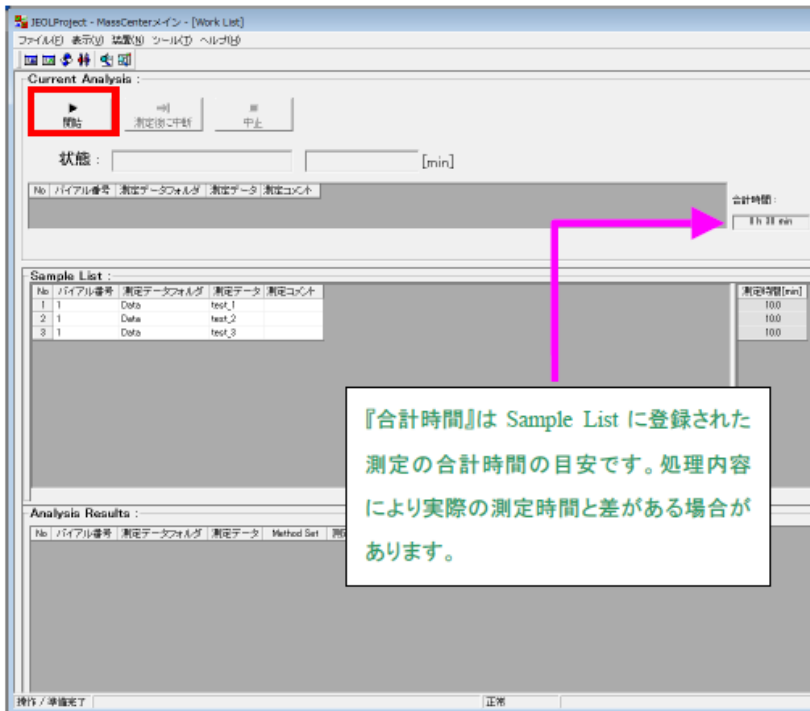 JEOLProject - MassCenterメイン - [Work List]
ファイル(F) 表示(V) 装置(N) ツール(T) ヘルプ(H)
Current Analysis :
開始 測定後に中断 中止
状態 : [min]
No バイアル番号 測定データフォルダ 測定データ 測定コメント
合計時間 :
0 h 30 min
Sample List :
No バイアル番号 測定データフォルダ 測定データ 測定コメント 測定時間[min]
1 1 Data test_1 10.0
2 1 Data test_2 10.0
3 1 Data test_3 10.0
『合計時間』は Sample List に登録された
測定の合計時間の目安です。処理内容
により実際の測定時間と差がある場合が
あります。
Analysis Results :
No バイアル番号 測定データフォルダ 測定データ Method Set
操作 / 準備完了 正常